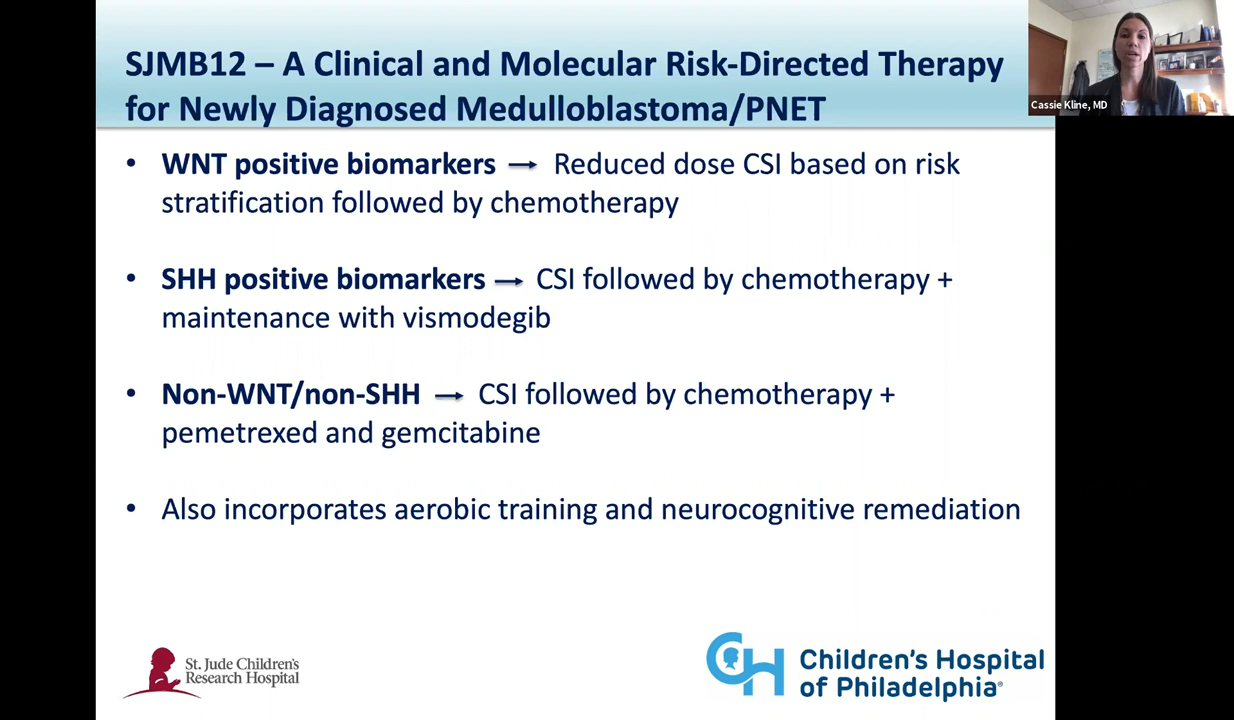 SJMB12 – A Clinical and Molecular Risk-Directed Therapy
for Newly Diagnosed Medulloblastoma/PNET
Cassie Kline, MD
• WNT positive biomarkers → Reduced dose CSI based on risk
stratification followed by chemotherapy
• SHH positive biomarkers → CSI followed by chemotherapy +
maintenance with vismodegib
• Non-WNT/non-SHH → CSI followed by chemotherapy +
pemetrexed and gemcitabine
• Also incorporates aerobic training and neurocognitive remediation
St. Jude Children's
Research Hospital
CH
Children's Hospital
of Philadelphia®